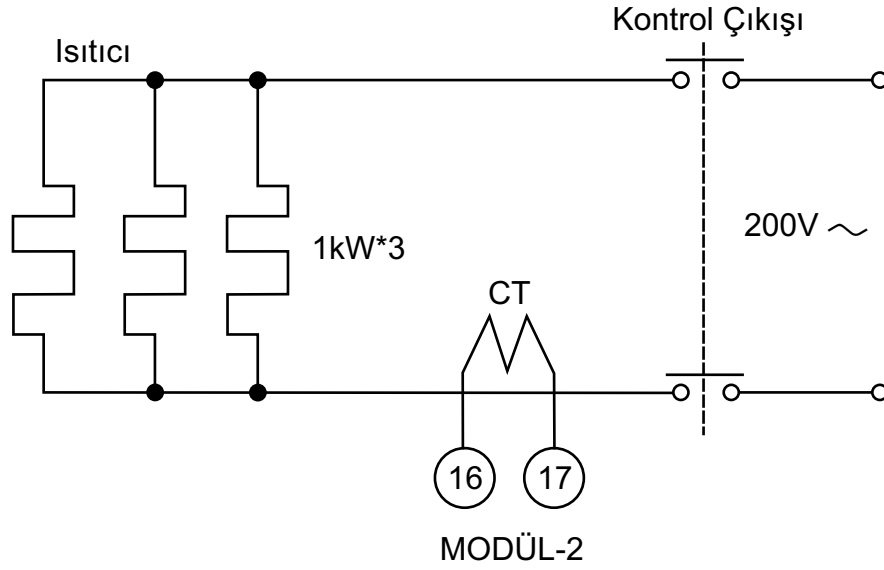 Kontrol Çıkışı
Isıtıcı
1kW*3
200V ~
CT
16
17
MODÜL-2